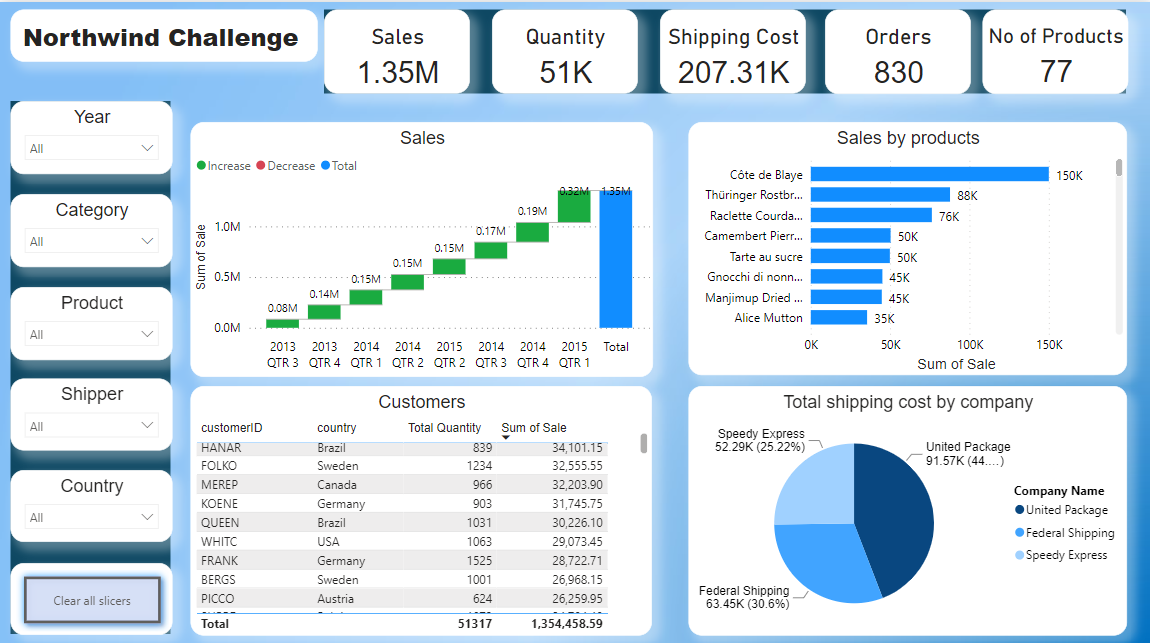 Northwind Challenge
Sales
1.35M
Quantity
51K
Shipping Cost
207.31K
Orders
830
No of Products
77
Year
All
Category
All
Product
All
Shipper
All
Country
All
Clear all slicers
Sales
Increase Decrease Total
Sum of Sale
1.0M
0.5M
0.0M
0.08M
0.14M
0.15M
0.15M
0.15M
0.17M
0.19M
0.32M
1.35M
2013 QTR 3
2013 QTR 4
2014 QTR 1
2014 QTR 2
2015 QTR 2
2014 QTR 3
2014 QTR 4
2015 QTR 1
Total
Sales by products
Côte de Blaye 150K
Thüringer Rostbr... 88K
Raclette Courda... 76K
Camembert Pierr... 50K
Tarte au sucre 50K
Gnocchi di nonn... 45K
Manjimup Dried ... 45K
Alice Mutton 35K
0K 50K 100K 150K
Sum of Sale
Customers
customerID country Total Quantity Sum of Sale
HANAR Brazil 839 34,101.15
FOLKO Sweden 1234 32,555.55
MEREP Canada 966 32,203.90
KOENE Germany 903 31,745.75
QUEEN Brazil 1031 30,226.10
WHITC USA 1063 29,073.45
FRANK Germany 1525 28,722.71
BERGS Sweden 1001 26,968.15
PICCO Austria 624 26,259.95
Total 51317 1,354,458.59
Total shipping cost by company
Speedy Express
52.29K (25.22%)
United Package
91.57K (44....)
Federal Shipping
63.45K (30.6%)
Company Name
United Package
Federal Shipping
Speedy Express